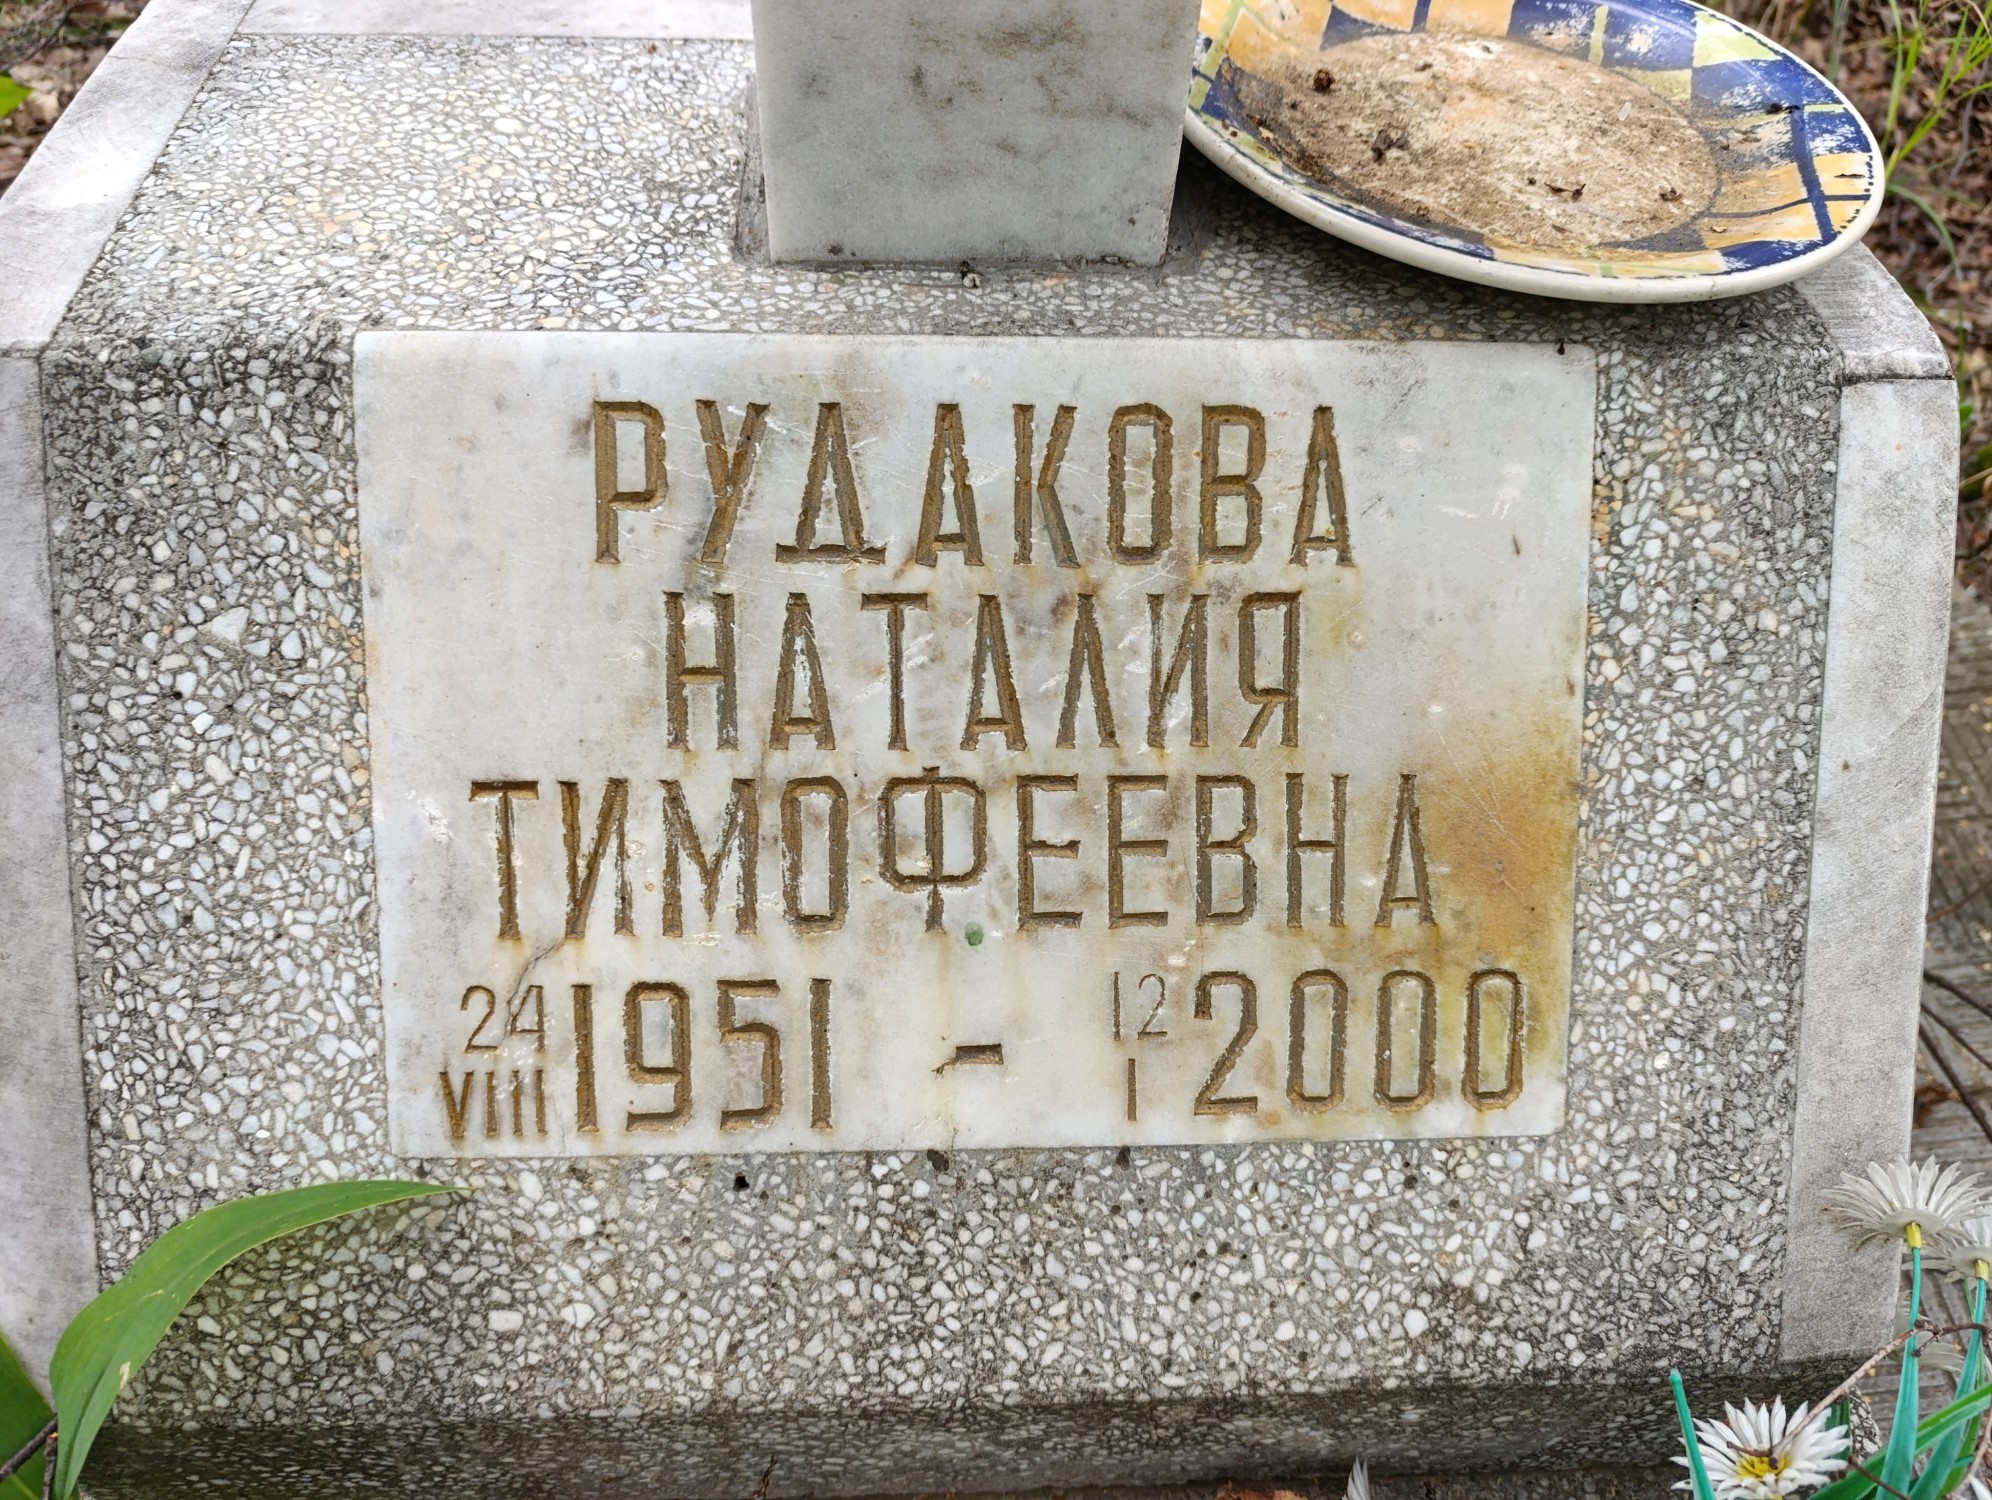 РУДАКОВА
НАТАЛИЯ
ТИМОФЕЕВНА
24 VIII 1951 - 12 I 2000